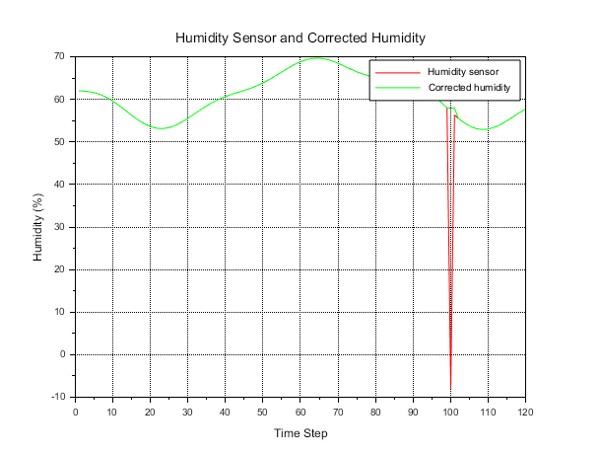 Humidity Sensor and Corrected Humidity
70
60
50
40
30
20
10
0
-10
Humidity (%)
Humidity sensor
Corrected humidity
0 10 20 30 40 50 60 70 80 90 100 110 120
Time Step